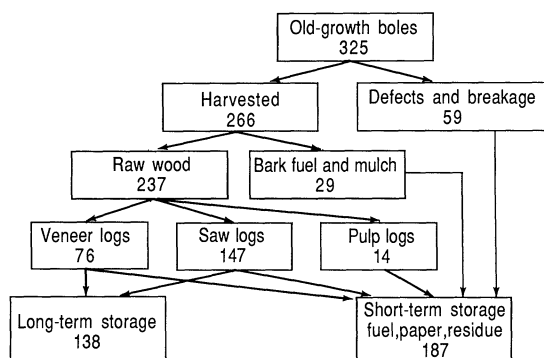 Old-growth boles
325
Harvested
266
Defects and breakage
59
Raw wood
237
Bark fuel and mulch
29
Veneer logs
76
Saw logs
147
Pulp logs
14
Long-term storage
138
Short-term storage
fuel,paper,residue
187